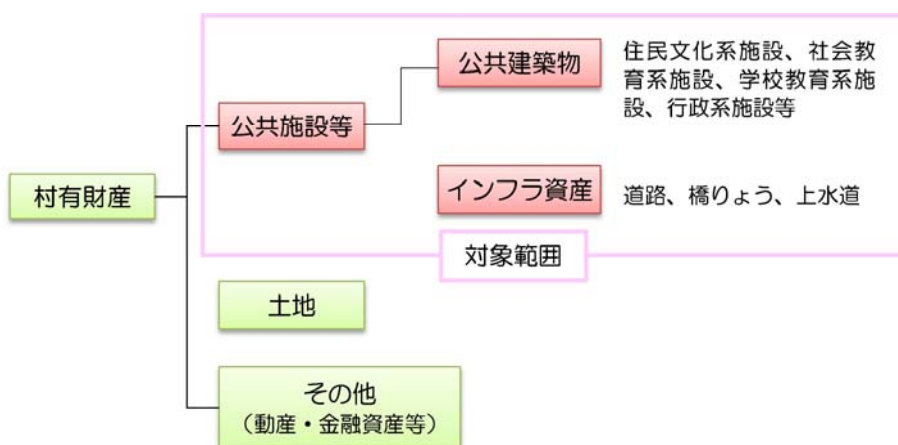 公共建築物
住民文化系施設、社会教
育系施設、学校教育系施
設、行政系施設等
公共施設等
村有財産
インフラ資産
道路、橋りょう、上水道
対象範囲
土地
その他
（動産・金融資産等）